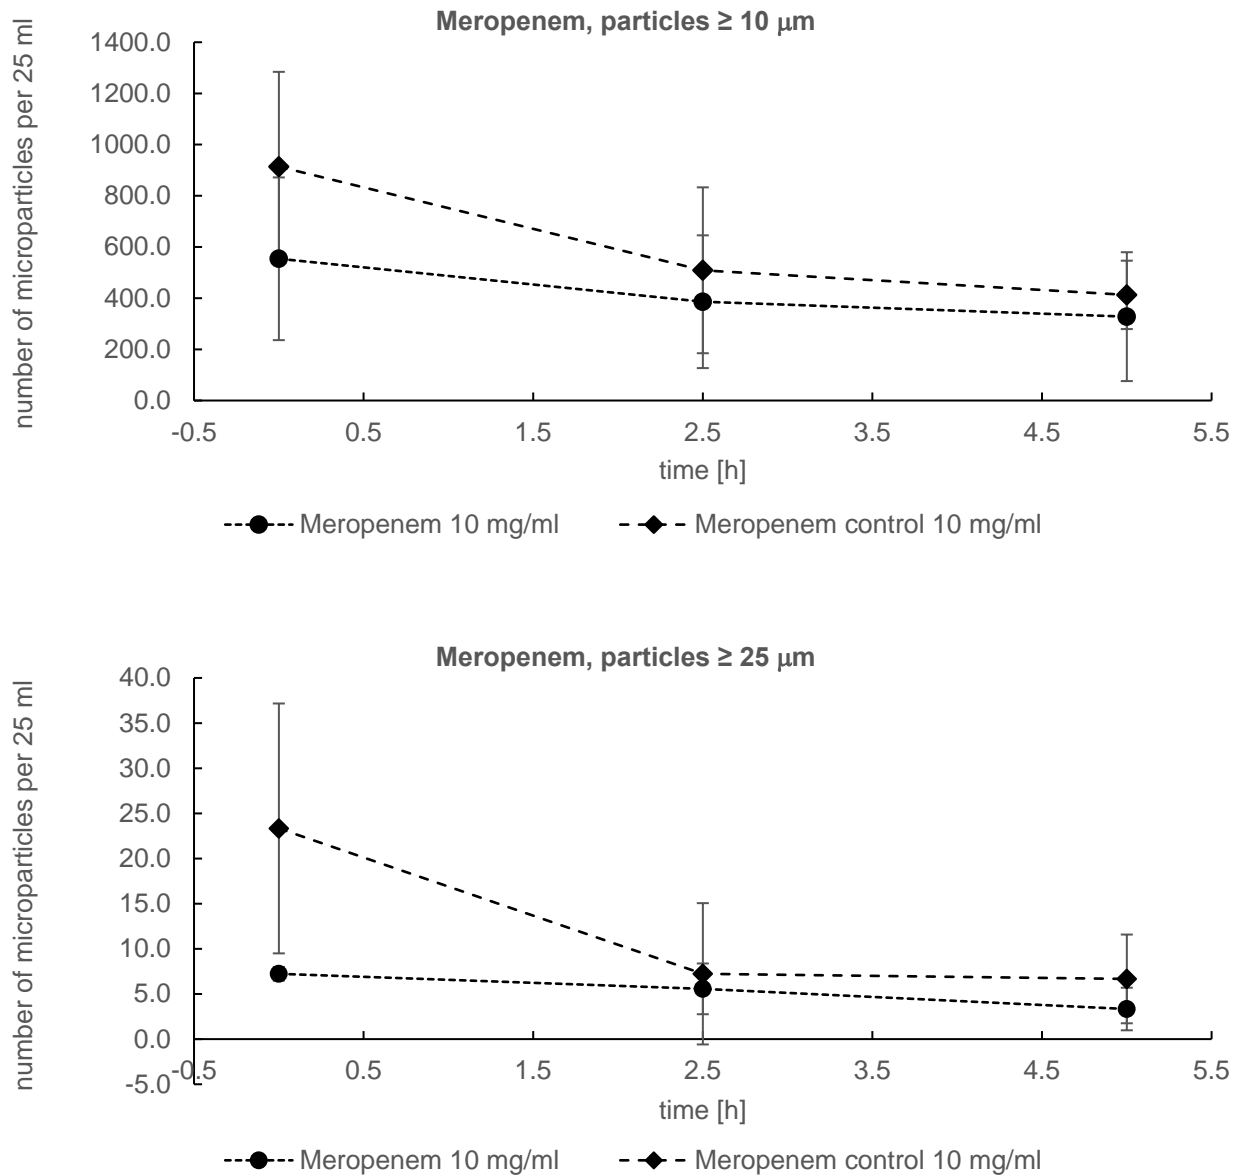 Meropenem, particles ≥ 10 μm
number of microparticles per 25 ml
1400.0
1200.0
1000.0
800.0
600.0
400.0
200.0
0.0
-0.5 0.5 1.5 2.5 3.5 4.5 5.5
time [h]
Meropenem 10 mg/ml Meropenem control 10 mg/ml
Meropenem, particles ≥ 25 μm
number of microparticles per 25 ml
40.0
35.0
30.0
25.0
20.0
15.0
10.0
5.0
0.0
-5.0
-0.5 0.5 1.5 2.5 3.5 4.5 5.5
time [h]
Meropenem 10 mg/ml Meropenem control 10 mg/ml